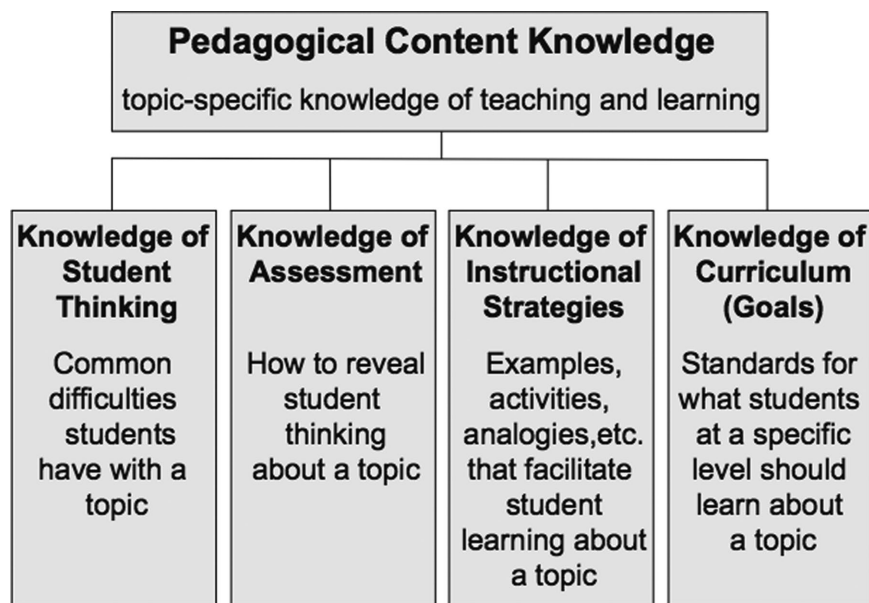 Pedagogical Content Knowledge
topic-specific knowledge of teaching and learning
Knowledge of
Student
Thinking
Common
difficulties
students
have with a
topic
Knowledge of
Assessment
How to reveal
student
thinking
about a topic
Knowledge of
Instructional
Strategies
Examples,
activities,
analogies,etc.
that facilitate
student
learning about
a topic
Knowledge of
Curriculum
(Goals)
Standards for
what students
at a specific
level should
learn about
a topic